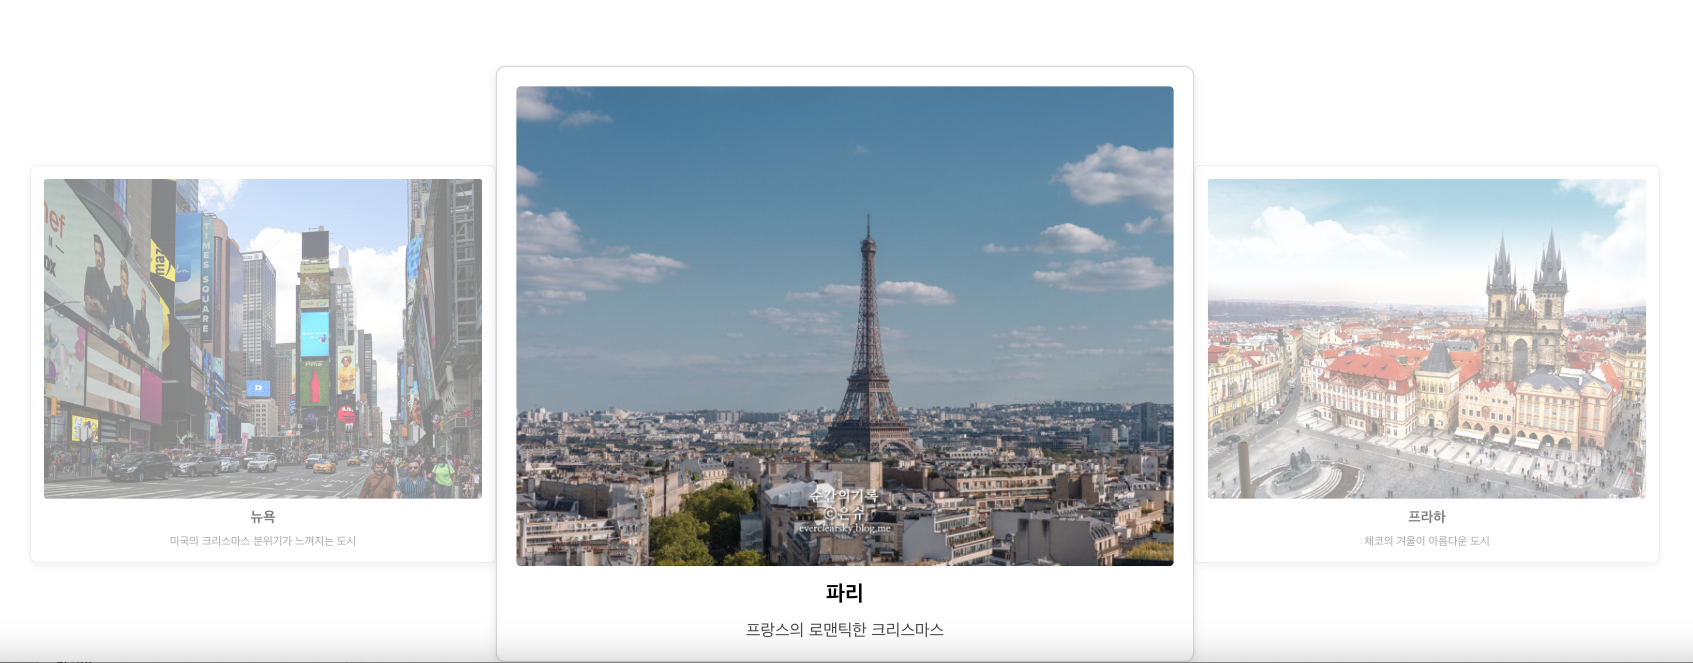 TIMES SQUARE
뉴욕
미국의 크리스마스 분위기가 느껴지는 도시
순간의기록
©은슈
everclearsky.blog.me
파리
프랑스의 로맨틱한 크리스마스
프라하
체코의 겨울이 아름다운 도시